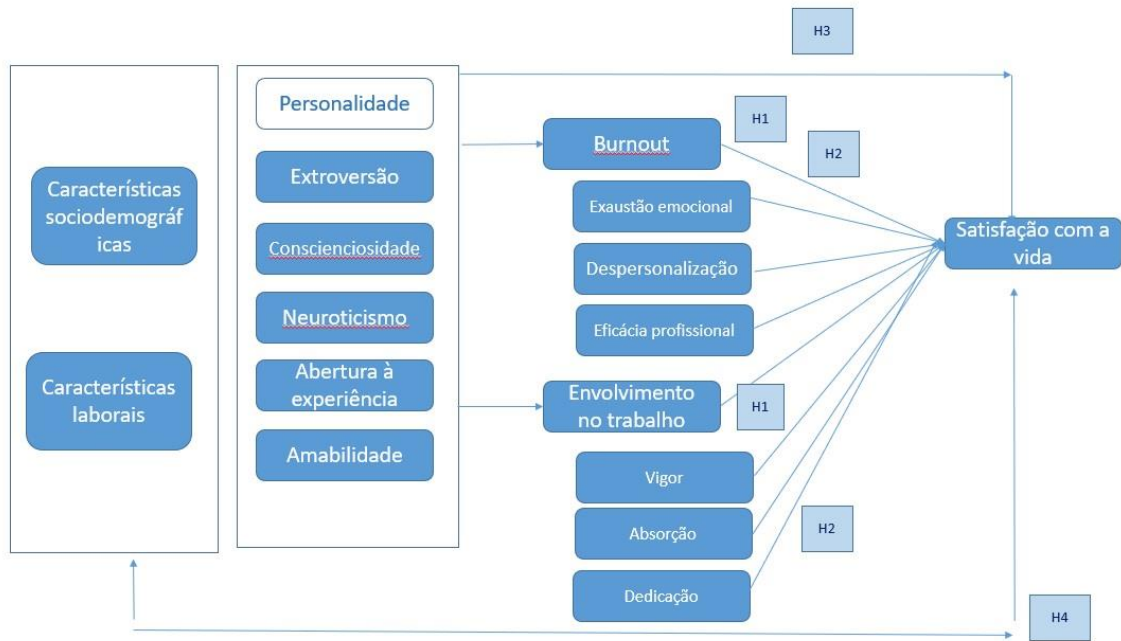 Características
sociodemográf
icas
Características
laborais
Personalidade
Extroversão
Conscienciosidade
Neuroticismo
Abertura à
experiência
Amabilidade
H3
H1
H2
Burnout
Exaustão emocional
Despersonalização
Eficácia profissional
Envolvimento
no trabalho
H1
Vigor
Absorção
H2
Dedicação
Satisfação com a
vida
H4